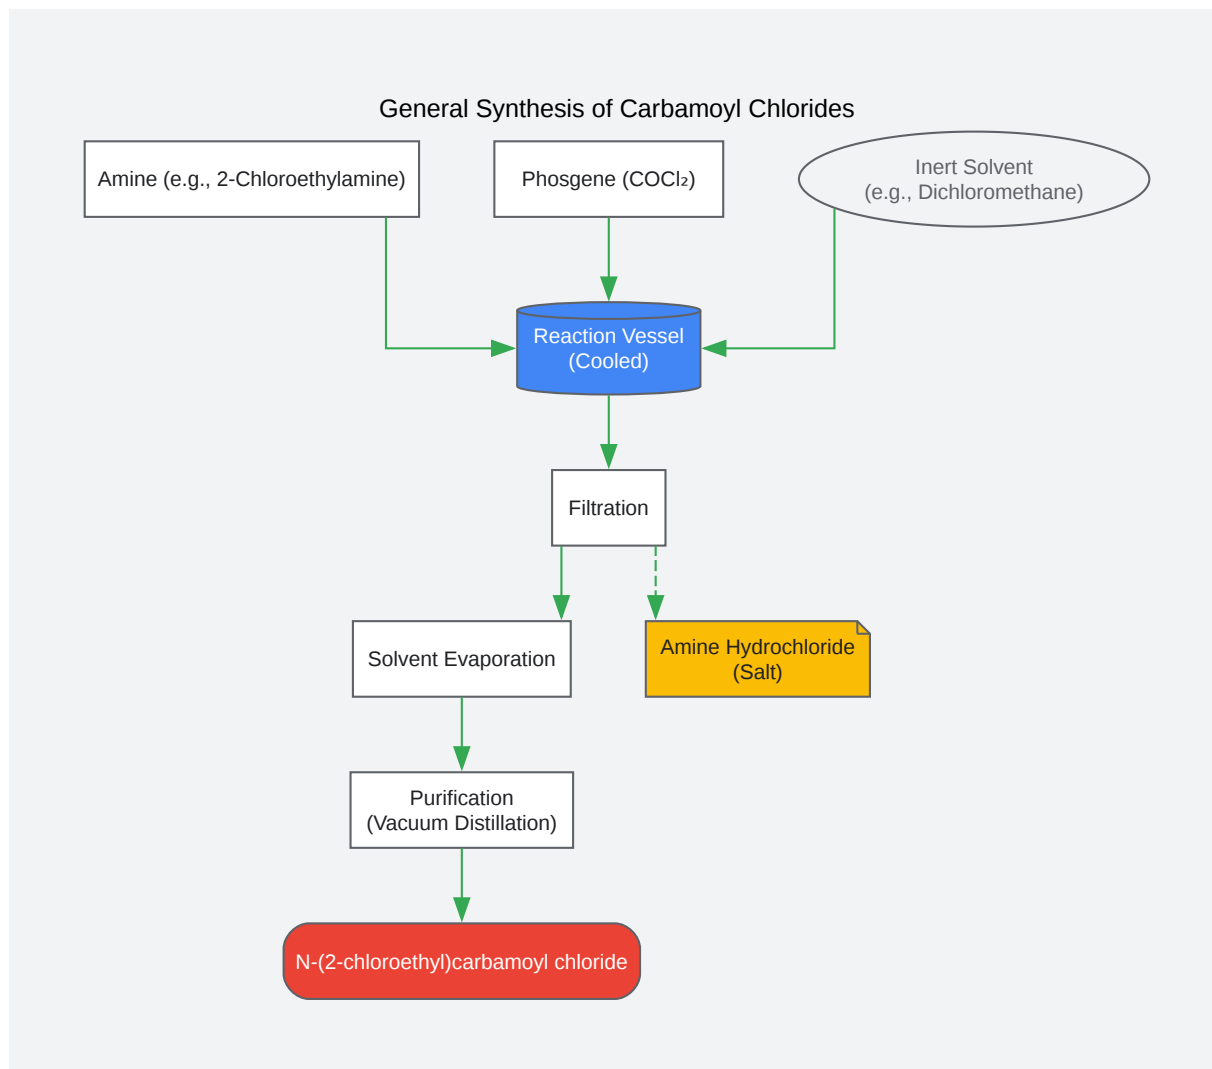 General Synthesis of Carbamoyl Chlorides
Amine (e.g., 2-Chloroethylamine)
Phosgene (COCl₂)
Inert Solvent
(e.g., Dichloromethane)
Reaction Vessel
(Cooled)
Filtration
Solvent Evaporation
Amine Hydrochloride
(Salt)
Purification
(Vacuum Distillation)
N-(2-chloroethyl)carbamoyl chloride